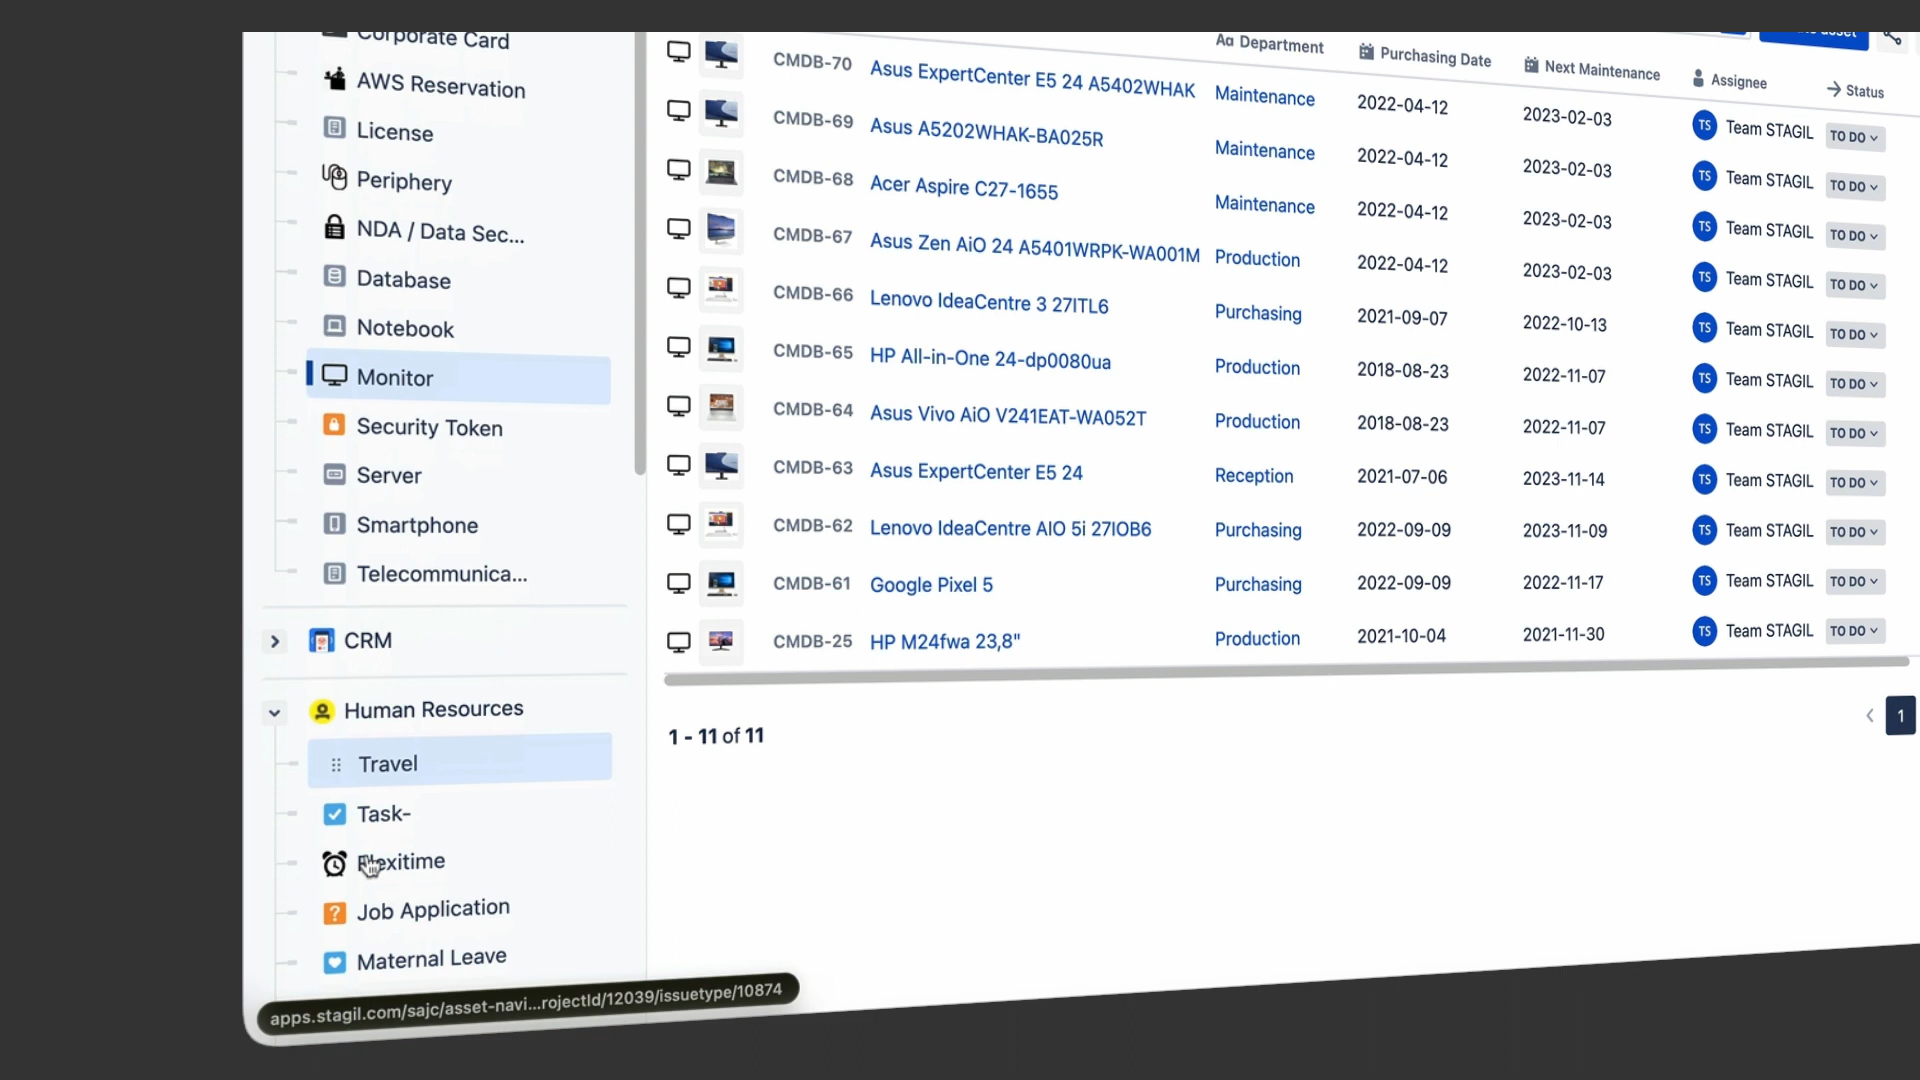 Corporate Card
AWS Reservation
License
Periphery
NDA / Data Sec...
Database
Notebook
Monitor
Security Token
Server
Smartphone
Telecommunica...
CRM
Human Resources
Travel
Task-
Flexitime
Job Application
Maternal Leave
apps.stagil.com/sajc/asset-navi...rojectId/12039/issuetype/10874
asset
Aa Department Purchasing Date Next Maintenance Assignee Status
CMDB-70 Asus ExpertCenter E5 24 A5402WHAK Maintenance 2022-04-12 2023-02-03 TS Team STAGIL TO DO
CMDB-69 Asus A5202WHAK-BA025R Maintenance 2022-04-12 2023-02-03 TS Team STAGIL TO DO
CMDB-68 Acer Aspire C27-1655 Maintenance 2022-04-12 2023-02-03 TS Team STAGIL TO DO
CMDB-67 Asus Zen AiO 24 A5401WRPK-WA001M Production 2022-04-12 2023-02-03 TS Team STAGIL TO DO
CMDB-66 Lenovo IdeaCentre 3 27ITL6 Purchasing 2021-09-07 2022-10-13 TS Team STAGIL TO DO
CMDB-65 HP All-in-One 24-dp0080ua Production 2018-08-23 2022-11-07 TS Team STAGIL TO DO
CMDB-64 Asus Vivo AiO V241EAT-WA052T Production 2018-08-23 2022-11-07 TS Team STAGIL TO DO
CMDB-63 Asus ExpertCenter E5 24 Reception 2021-07-06 2023-11-14 TS Team STAGIL TO DO
CMDB-62 Lenovo IdeaCentre AIO 5i 27IOB6 Purchasing 2022-09-09 2023-11-09 TS Team STAGIL TO DO
CMDB-61 Google Pixel 5 Purchasing 2022-09-09 2022-11-17 TS Team STAGIL TO DO
CMDB-25 HP M24fwa 23,8" Production 2021-10-04 2021-11-30 TS Team STAGIL TO DO
1 - 11 of 11
1